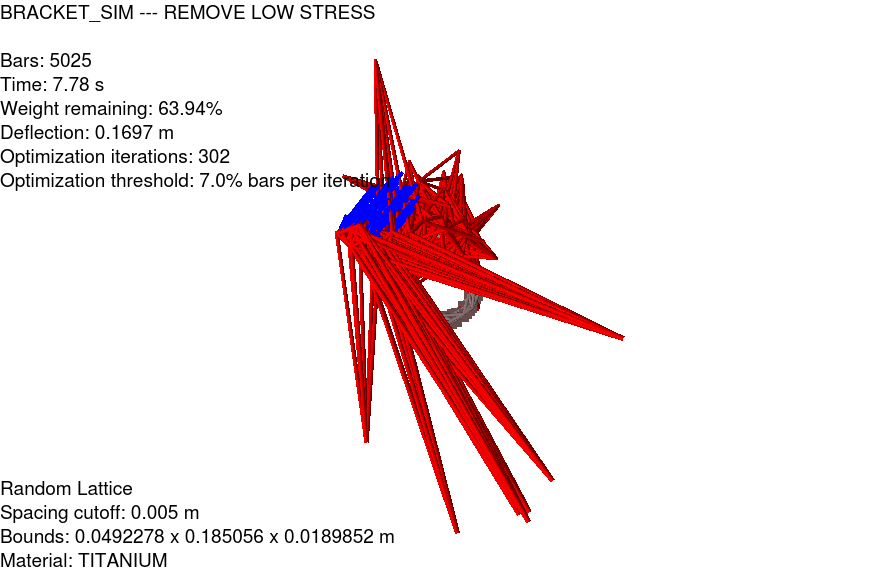 BRACKET_SIM --- REMOVE LOW STRESS
Bars: 5025
Time: 7.78 s
Weight remaining: 63.94%
Deflection: 0.1697 m
Optimization iterations: 302
Optimization threshold: 7.0% bars per iteration
Random Lattice
Spacing cutoff: 0.005 m
Bounds: 0.0492278 x 0.185056 x 0.0189852 m
Material: TITANIUM